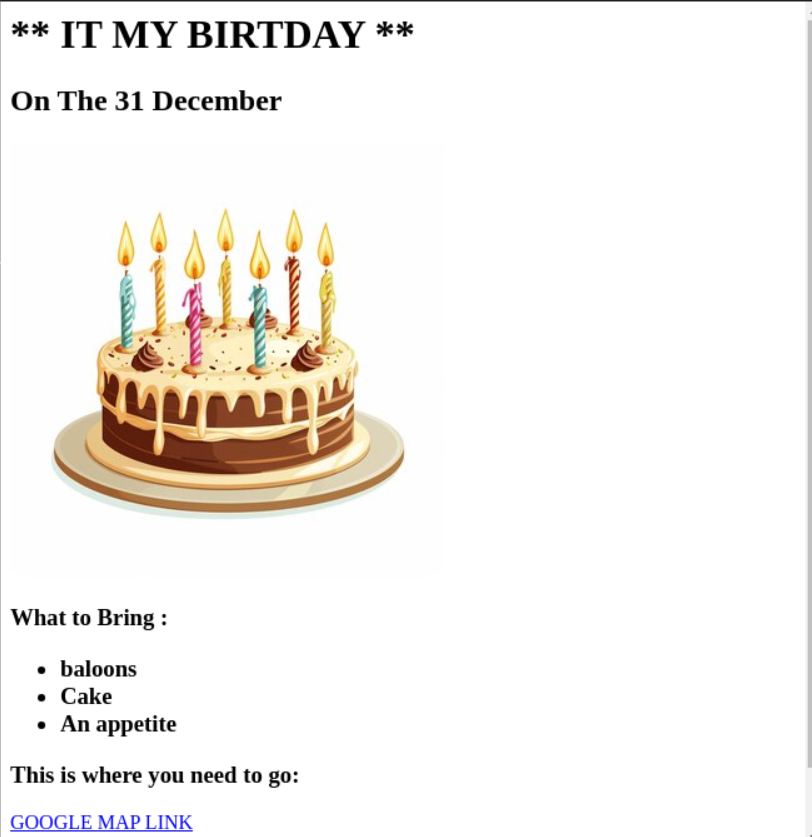 ** IT MY BIRTDAY **
On The 31 December
What to Bring :
baloons
Cake
An appetite
This is where you need to go:
GOOGLE MAP LINK